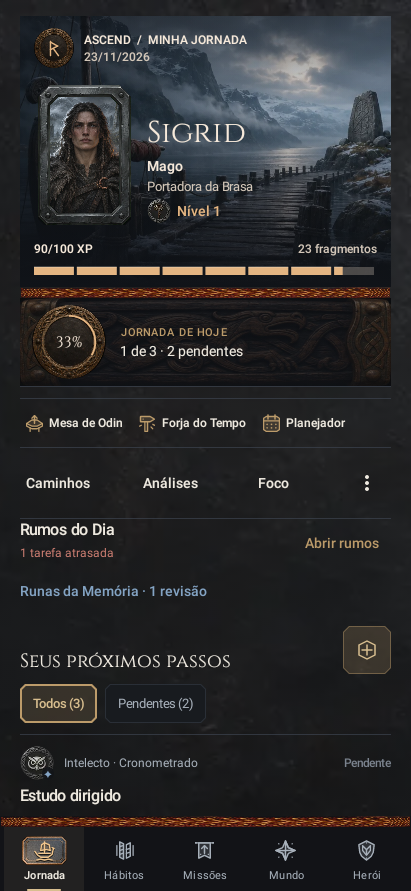 ASCEND / MINHA JORNADA
23/11/2026
Sigrid
Mago
Portadora da Brasa
Nível 1
90/100 XP
23 fragmentos
33%
JORNADA DE HOJE
1 de 3 · 2 pendentes
Mesa de Odin
Forja do Tempo
Planejador
Caminhos
Análises
Foco
Rumos do Dia
1 tarefa atrasada
Abrir rumos
Runas da Memória · 1 revisão
Seus próximos passos
Todos (3)
Pendentes (2)
Intelecto · Cronometrado
Pendente
Estudo dirigido
Jornada
Hábitos
Missões
Mundo
Herói